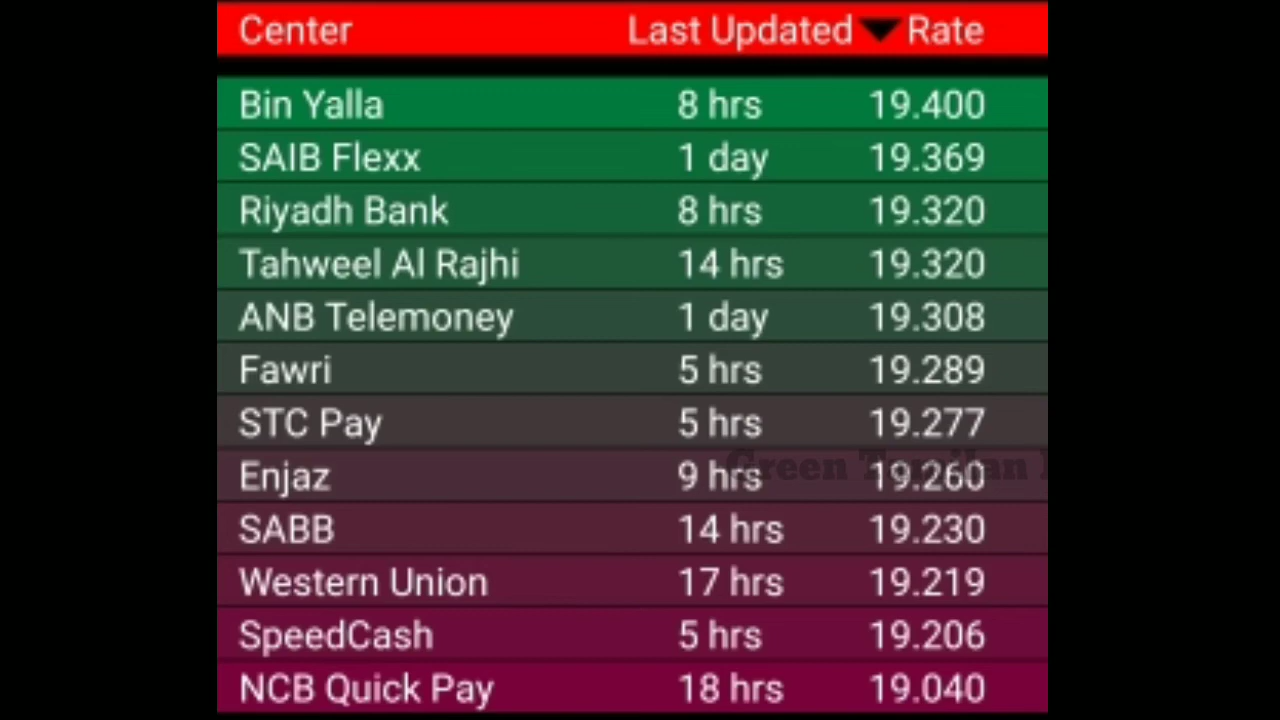 Center Last Updated Rate
Bin Yalla 8 hrs 19.400
SAIB Flexx 1 day 19.369
Riyadh Bank 8 hrs 19.320
Tahweel Al Rajhi 14 hrs 19.320
ANB Telemoney 1 day 19.308
Fawri 5 hrs 19.289
STC Pay 5 hrs 19.277
Green Tamilan
Enjaz 9 hrs 19.260
SABB 14 hrs 19.230
Western Union 17 hrs 19.219
SpeedCash 5 hrs 19.206
NCB Quick Pay 18 hrs 19.040